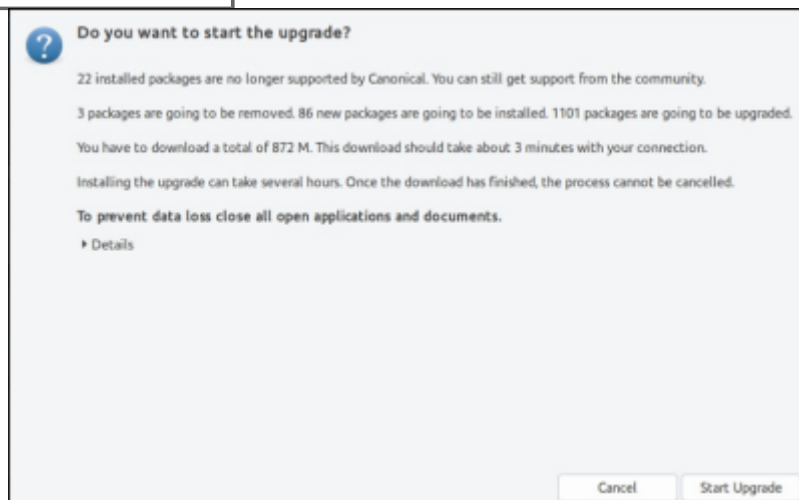 Do you want to start the upgrade?
22 installed packages are no longer supported by Canonical. You can still get support from the community.
3 packages are going to be removed. 86 new packages are going to be installed. 1101 packages are going to be upgraded.
You have to download a total of 872 M. This download should take about 3 minutes with your connection.
Installing the upgrade can take several hours. Once the download has finished, the process cannot be cancelled.
To prevent data loss close all open applications and documents.
Details
Cancel
Start Upgrade